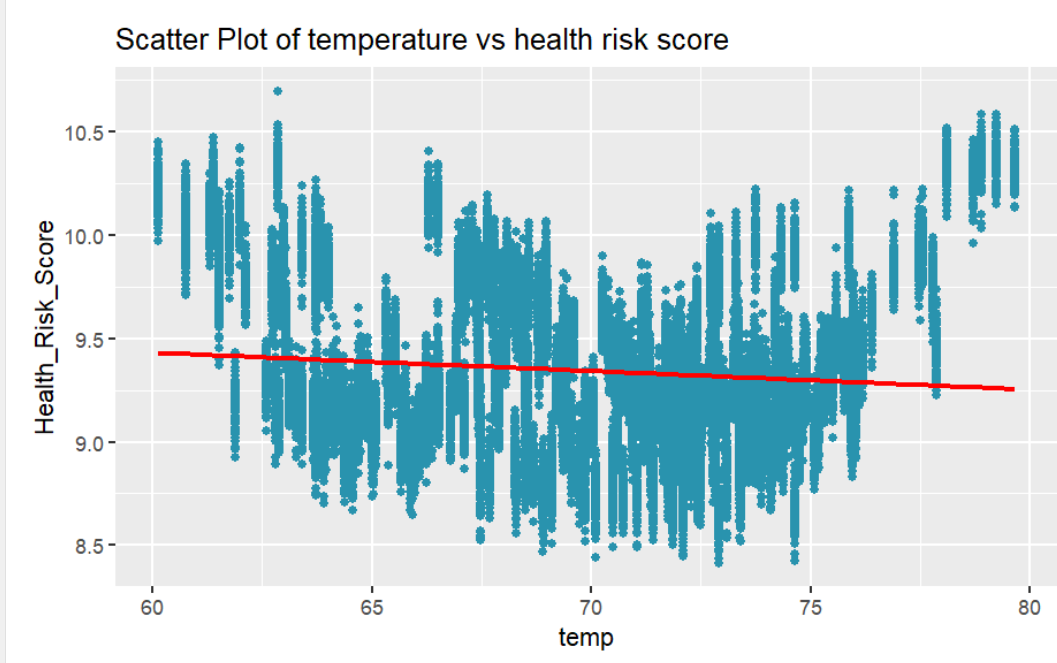 Scatter Plot of temperature vs health risk score
Health_Risk_Score
10.5
10.0
9.5
9.0
8.5
60 65 70 75 80
temp